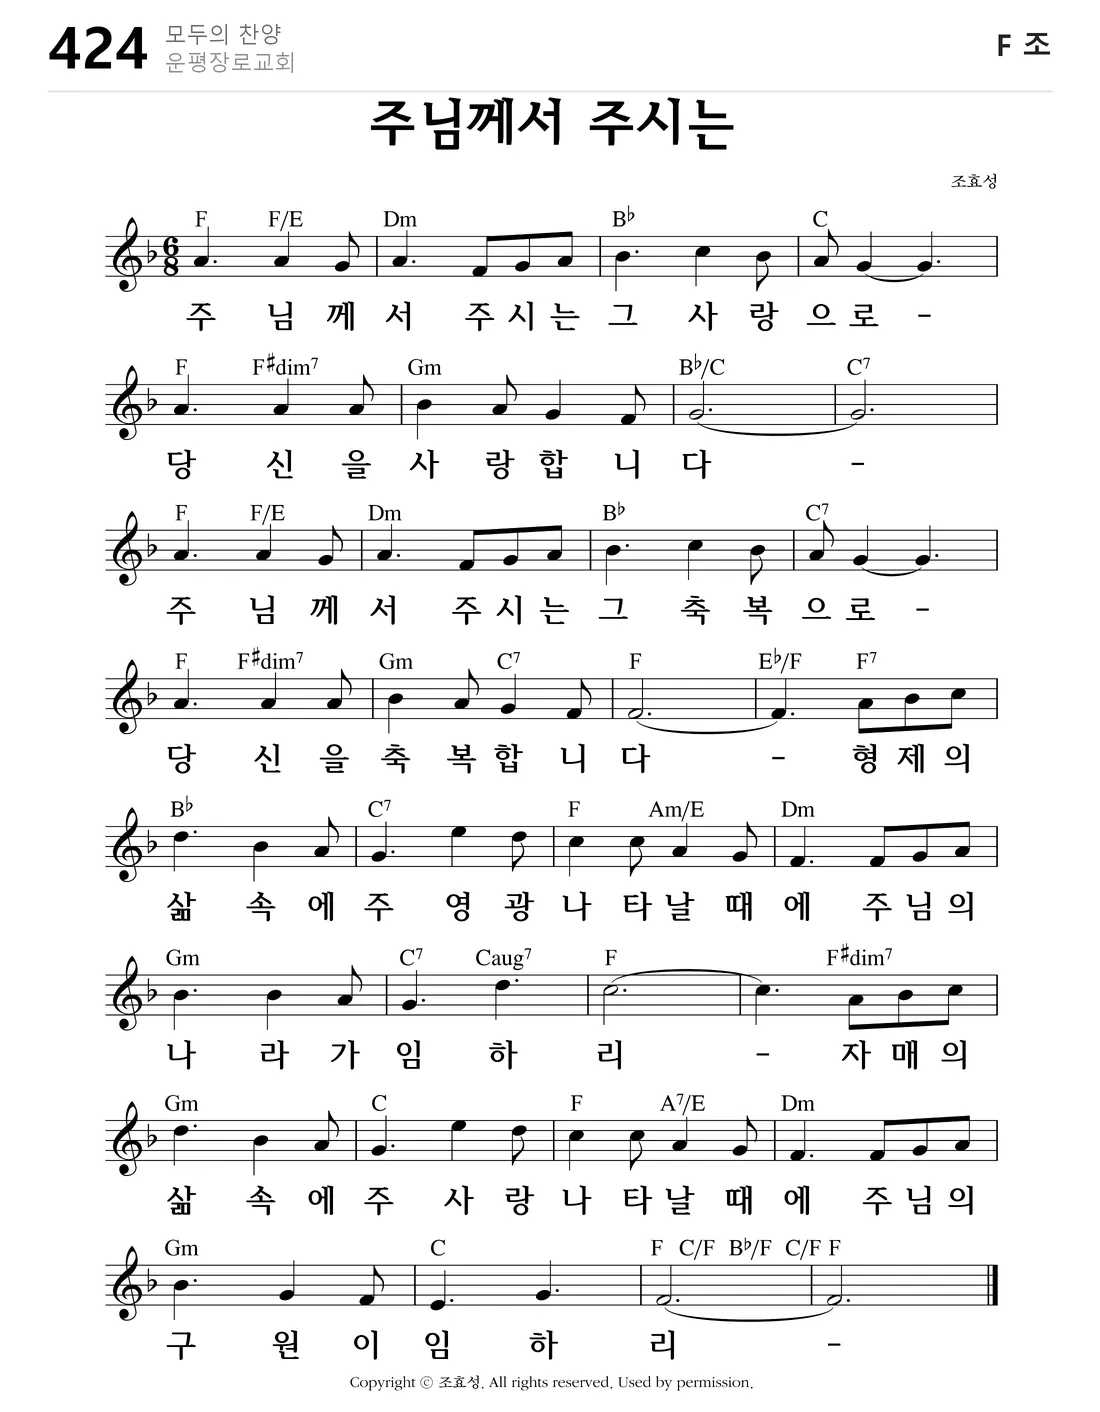 424 모두의 찬양
운평장로교회
F 조
주님께서 주시는
조효성
F F/E Dm B♭ C
주 님 께 서 주 시 는 그 사 랑 으 로 -
F F♯dim7 Gm B♭/C C7
당 신 을 사 랑 합 니 다 -
F F/E Dm B♭ C7
주 님 께 서 주 시 는 그 축 복 으 로 -
F F♯dim7 Gm C7 F E♭/F F7
당 신 을 축 복 합 니 다 - 형 제 의
B♭ C7 F Am/E Dm
삶 속 에 주 영 광 나 타 날 때 에 주 님 의
Gm C7 Caug7 F F♯dim7
나 라 가 임 하 리 - 자 매 의
Gm C F A7/E Dm
삶 속 에 주 사 랑 나 타 날 때 에 주 님 의
Gm C F C/F B♭/F C/F F
구 원 이 임 하 리 -
Copyright ⓒ 조효성. All rights reserved. Used by permission.